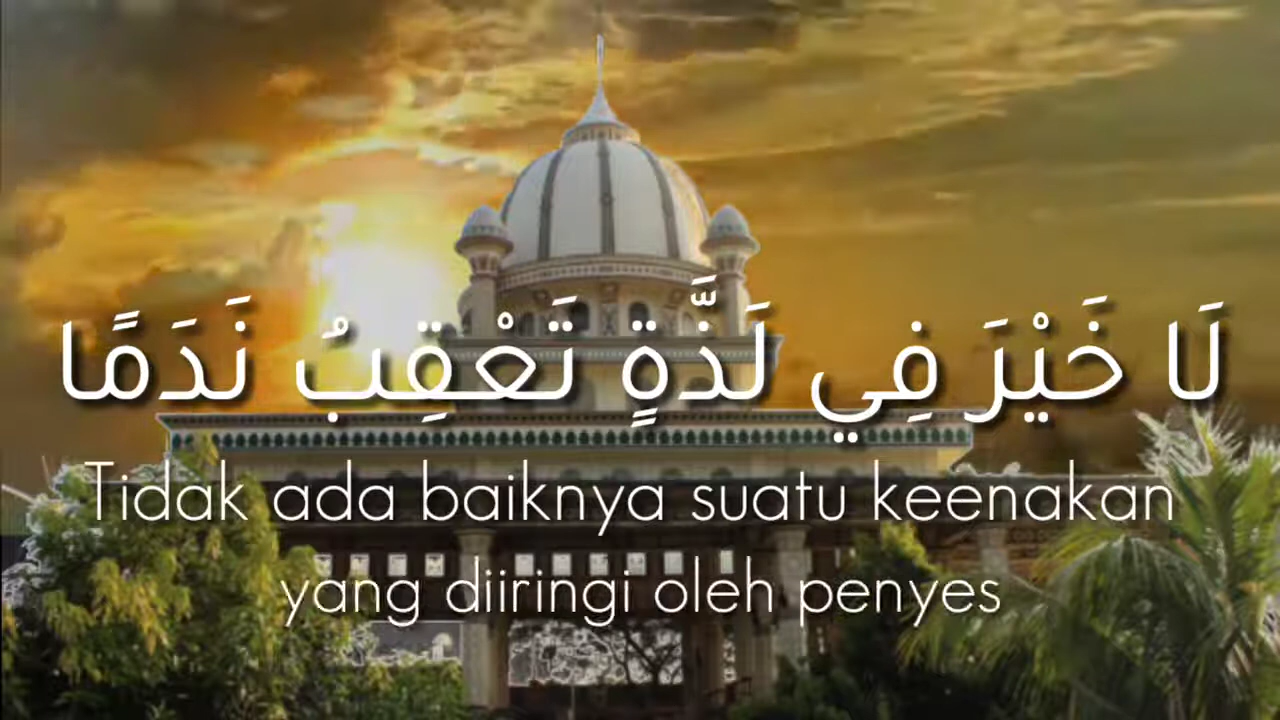 لَا خَيْرَ فِي لَذَّةٍ تَعْقِبُ نَدَمًا
Tidak ada baiknya suatu keenakan
yang diiringi oleh penyes